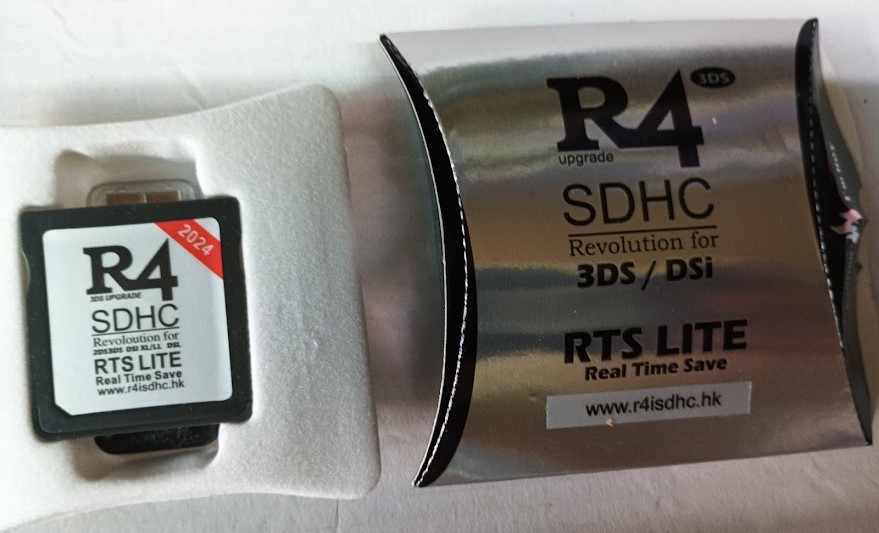 2024
R4
3DS UPGRADE
SDHC
Revoloution for
2DS3DS DSI XL/LL DSL
RTS LITE
Real Time Save
www.r4isdhc.hk
R4 3DS
upgrade
SDHC
Revolution for
3DS / DSi
RTS LITE
Real Time Save
www.r4isdhc.hk